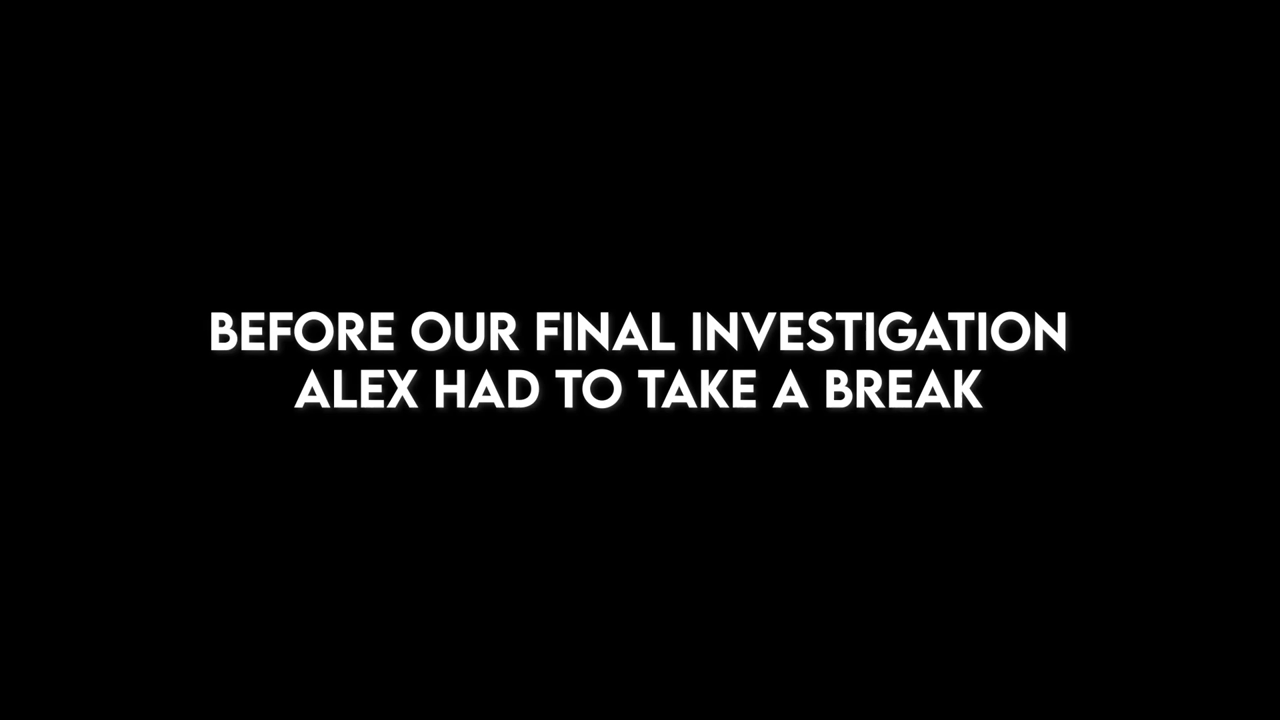 BEFORE OUR FINAL INVESTIGATION
ALEX HAD TO TAKE A BREAK